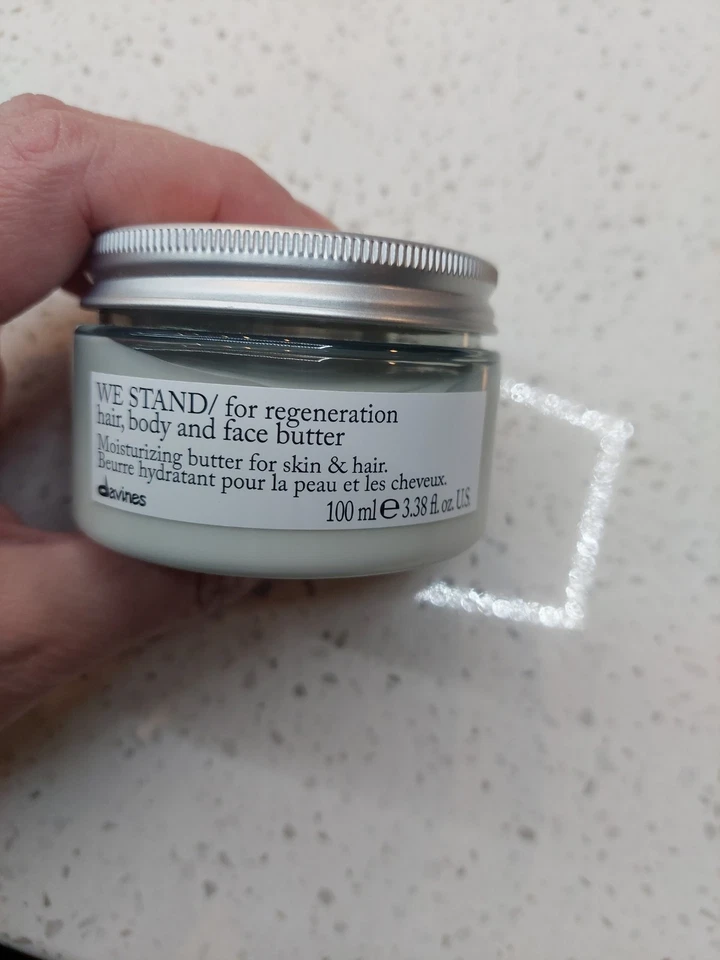 WE STAND/ for regeneration
hair, body and face butter
Moisturizing butter for skin & hair.
Beurre hydratant pour la peau et les cheveux.
davines
100 ml e 3.38 fl. oz. U.S.